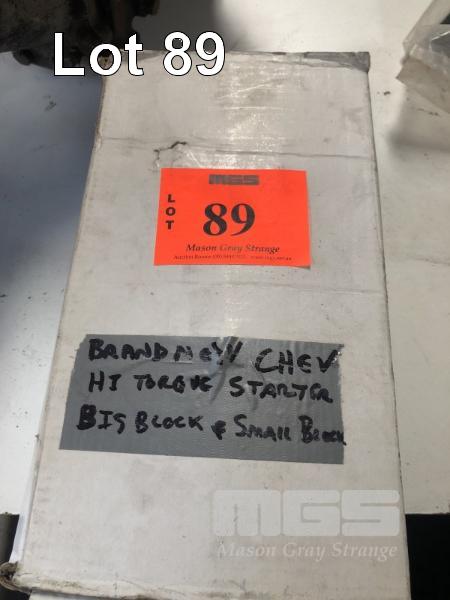 Lot 89
MGS
LOT
89
Mason Gray Strange
BRAND NEW CHEV
HI TORQUE STARTER
BIG BLOCK & SMALL BLOCK
MGS
Mason Gray Strange